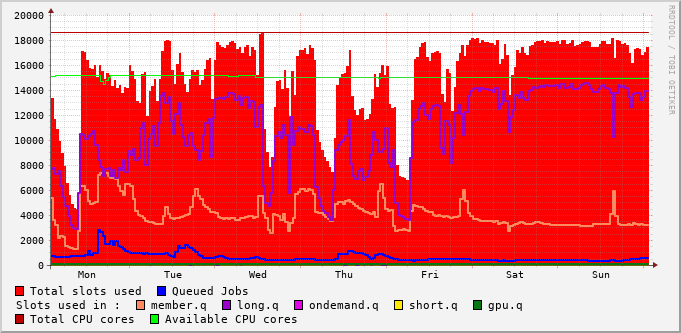 20000
18000
16000
14000
12000
10000
8000
6000
4000
2000
0
Mon Tue Wed Thu Fri Sat Sun
Total slots used Queued Jobs
Slots used in : member.q long.q ondemand.q short.q gpu.q
Total CPU cores Available CPU cores
RRDTOOL / TOBI OETIKER